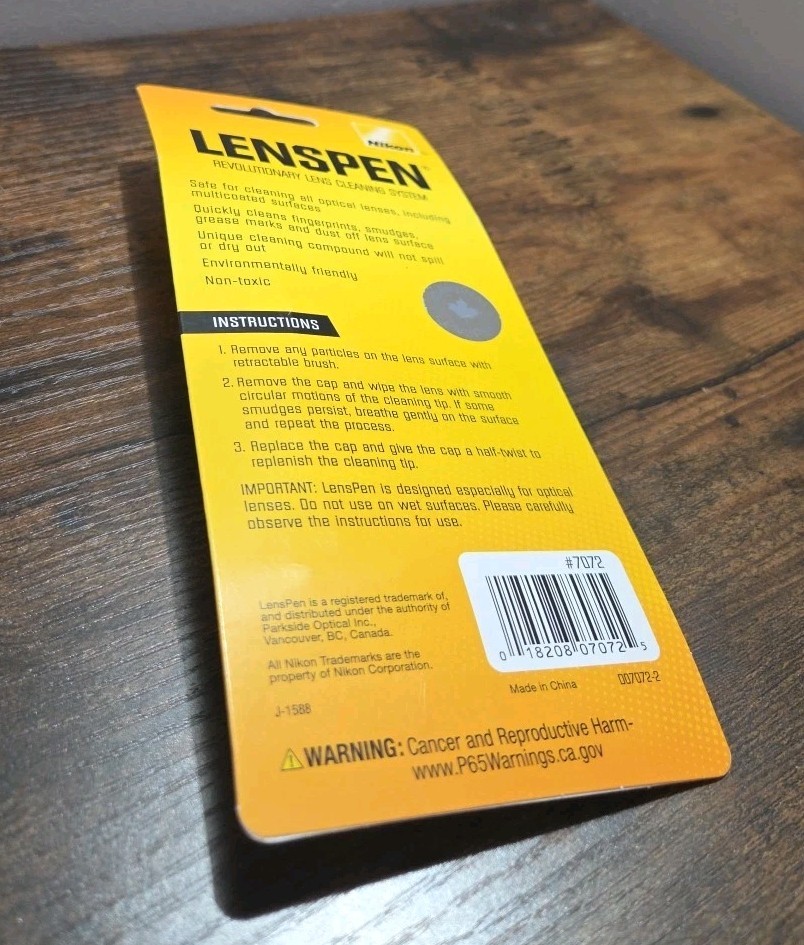 Nikon
LENSPEN
REVOLUTIONARY LENS CLEANING SYSTEM
Safe for cleaning all optical lenses, including
multicoated surfaces
Quickly cleans fingerprints, smudges,
grease marks and dust off lens surface
Unique cleaning compound will not spill
or dry out
Environmentally friendly
Non-toxic
INSTRUCTIONS
1. Remove any particles on the lens surface with
retractable brush.
2. Remove the cap and wipe the lens with smooth
circular motions of the cleaning tip. If some
smudges persist, breathe gently on the surface
and repeat the process.
3. Replace the cap and give the cap a half-twist to
replenish the cleaning tip.
IMPORTANT: LensPen is designed especially for optical
lenses. Do not use on wet surfaces. Please carefully
observe the instructions for use.
#7072
0 18208 07072 5
LensPen is a registered trademark of,
and distributed under the authority of
Parkside Optical Inc.,
Vancouver, BC, Canada.
All Nikon Trademarks are the
property of Nikon Corporation.
Made in China
D07072-2
J-1588
WARNING: Cancer and Reproductive Harm-
www.P65Warnings.ca.gov